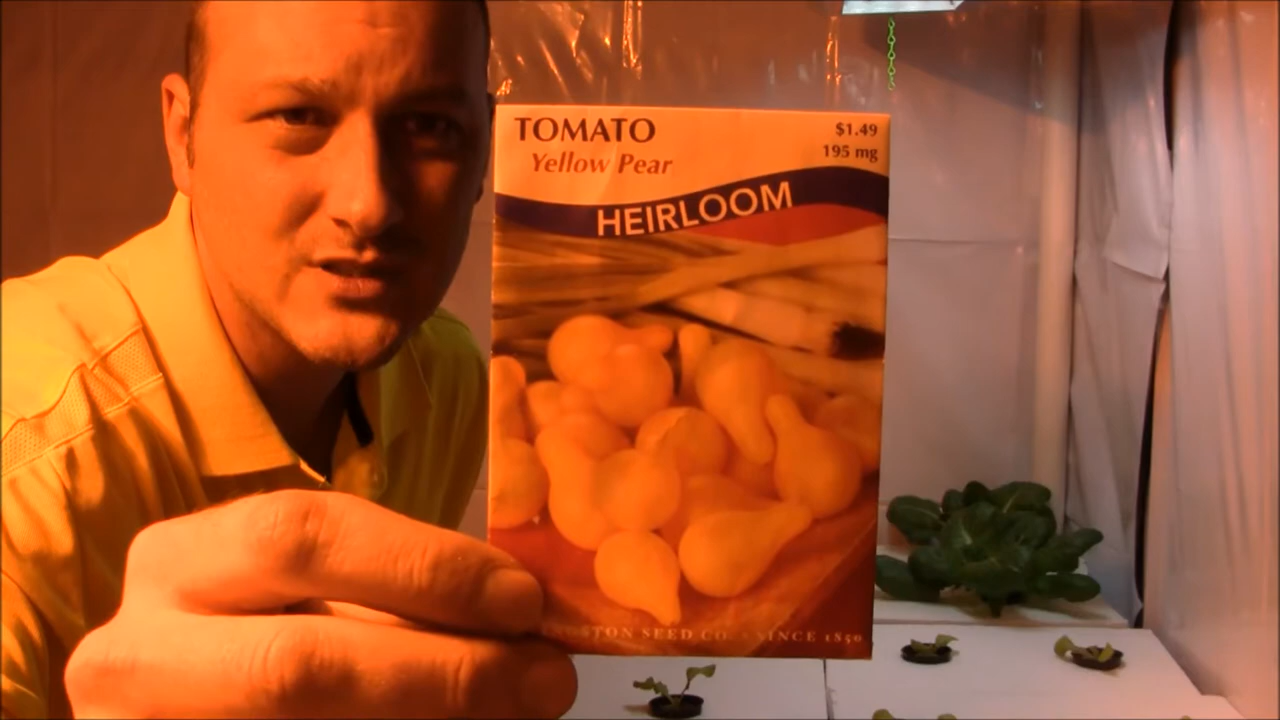 TOMATO
Yellow Pear
$1.49
195 mg
HEIRLOOM
SEED CO. SINCE 1850